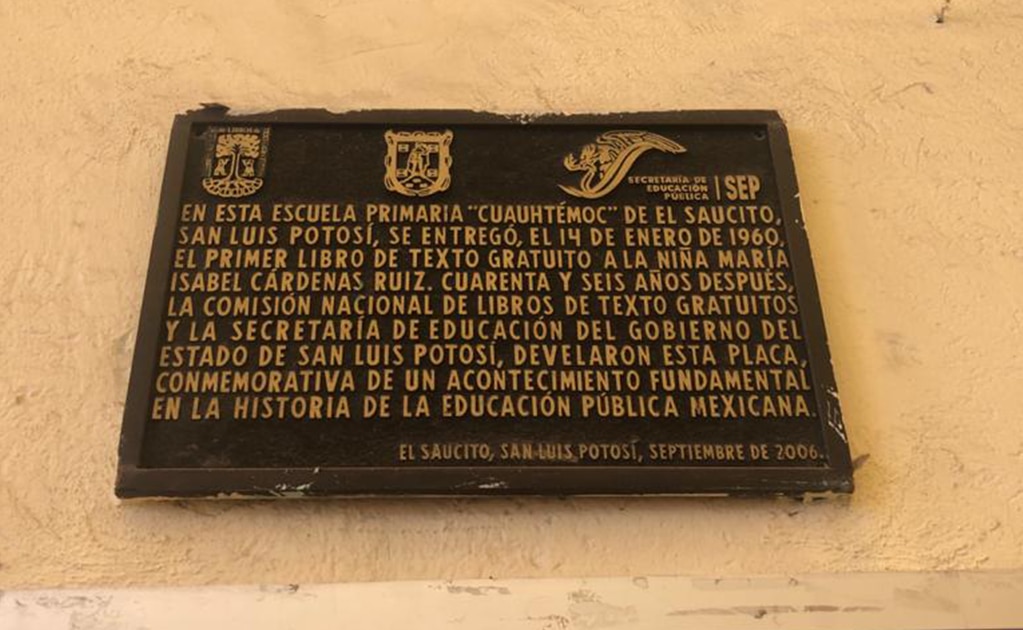 SECRETARÍA DE
EDUCACIÓN
PÚBLICA
SEP
EN ESTA ESCUELA PRIMARIA "CUAUHTÉMOC" DE EL SAUCITO,
SAN LUIS POTOSÍ, SE ENTREGÓ, EL 14 DE ENERO DE 1960,
EL PRIMER LIBRO DE TEXTO GRATUITO A LA NIÑA MARÍA
ISABEL CÁRDENAS RUIZ. CUARENTA Y SEIS AÑOS DESPUÉS,
LA COMISIÓN NACIONAL DE LIBROS DE TEXTO GRATUITOS
Y LA SECRETARÍA DE EDUCACIÓN DEL GOBIERNO DEL
ESTADO DE SAN LUIS POTOSÍ, DEVELARON ESTA PLACA,
CONMEMORATIVA DE UN ACONTECIMIENTO FUNDAMENTAL
EN LA HISTORIA DE LA EDUCACIÓN PÚBLICA MEXICANA.
EL SAUCITO, SAN LUIS POTOSÍ, SEPTIEMBRE DE 2006.